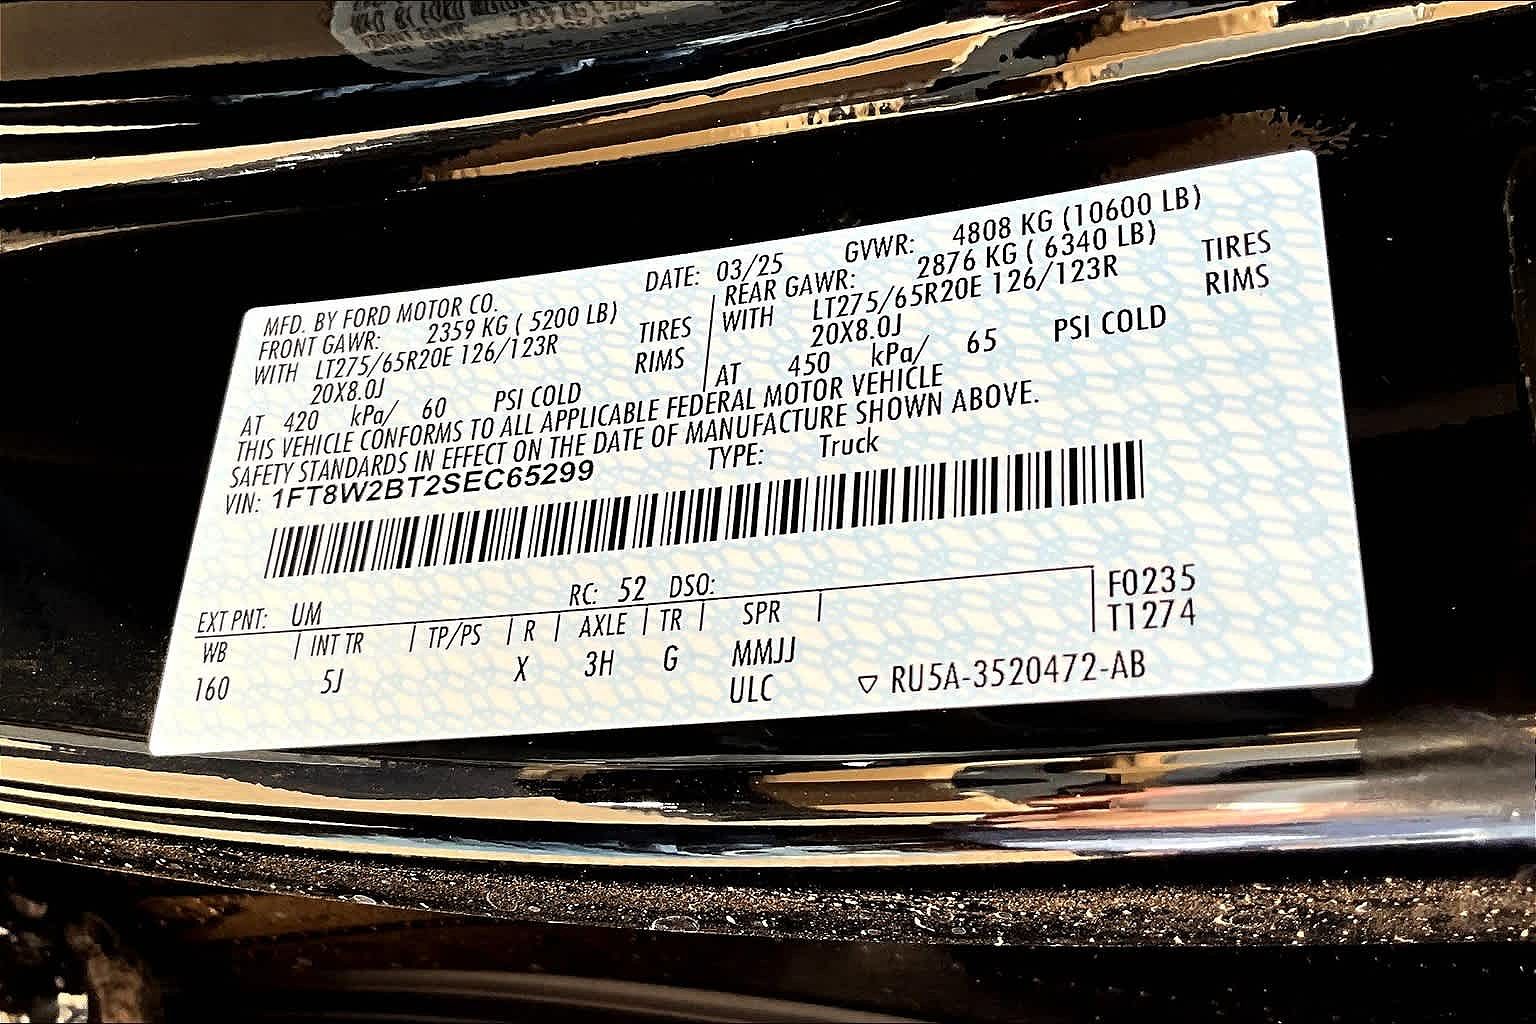 MFD. BY FORD MOTOR CO. DATE: 03/25 GVWR: 4808 KG (10600 LB)
FRONT GAWR: 2359 KG ( 5200 LB) REAR GAWR: 2876 KG ( 6340 LB)
WITH LT275/65R20E 126/123R TIRES WITH LT275/65R20E 126/123R TIRES
20X8.0J RIMS 20X8.0J RIMS
AT 420 kPa/ 60 PSI COLD AT 450 kPa/ 65 PSI COLD
THIS VEHICLE CONFORMS TO ALL APPLICABLE FEDERAL MOTOR VEHICLE
SAFETY STANDARDS IN EFFECT ON THE DATE OF MANUFACTURE SHOWN ABOVE.
VIN: 1FT8W2BT2SEC65299 TYPE: Truck
EXT PNT: UM RC: 52 DSO: F0235
WB | INT TR | TP/PS | R | AXLE | TR | SPR | T1274
160 5J X 3H G MMJJ
ULC ▽ RU5A-3520472-AB